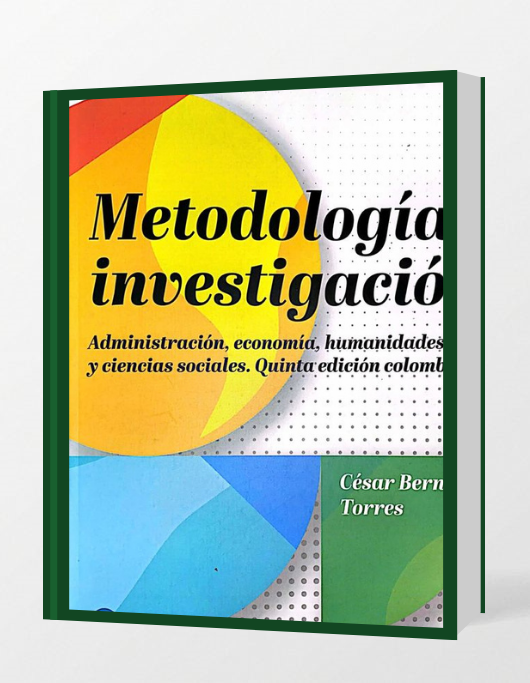 Metodología
investigació
Administración, economía, humanidades
y ciencias sociales. Quinta edición colomb
César Bern
Torres